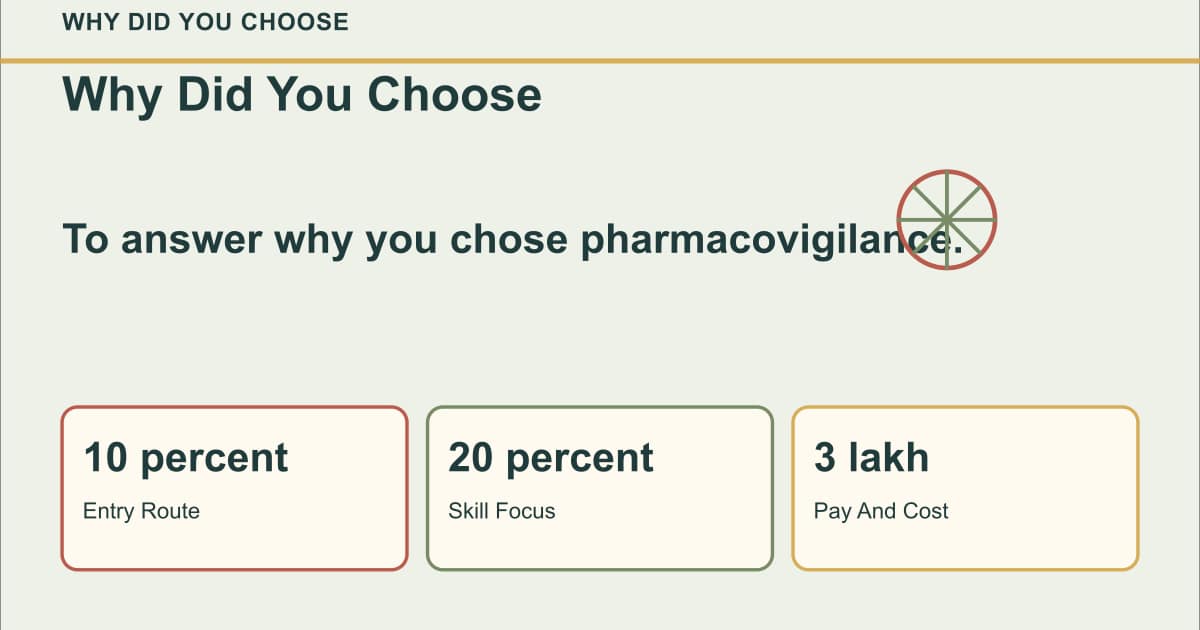 WHY DID YOU CHOOSE
Why Did You Choose
To answer why you chose pharmacovigilance.
10 percent
Entry Route
20 percent
Skill Focus
3 lakh
Pay And Cost